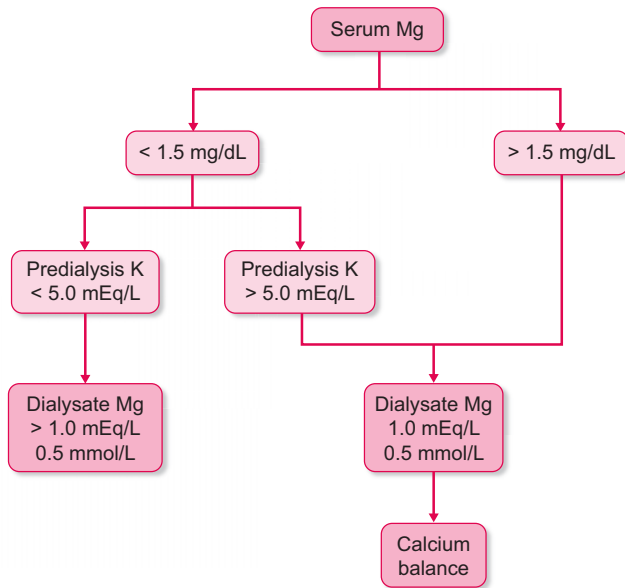 Serum Mg
< 1.5 mg/dL
> 1.5 mg/dL
Predialysis K
< 5.0 mEq/L
Predialysis K
> 5.0 mEq/L
Dialysate Mg
> 1.0 mEq/L
0.5 mmol/L
Dialysate Mg
1.0 mEq/L
0.5 mmol/L
Calcium
balance